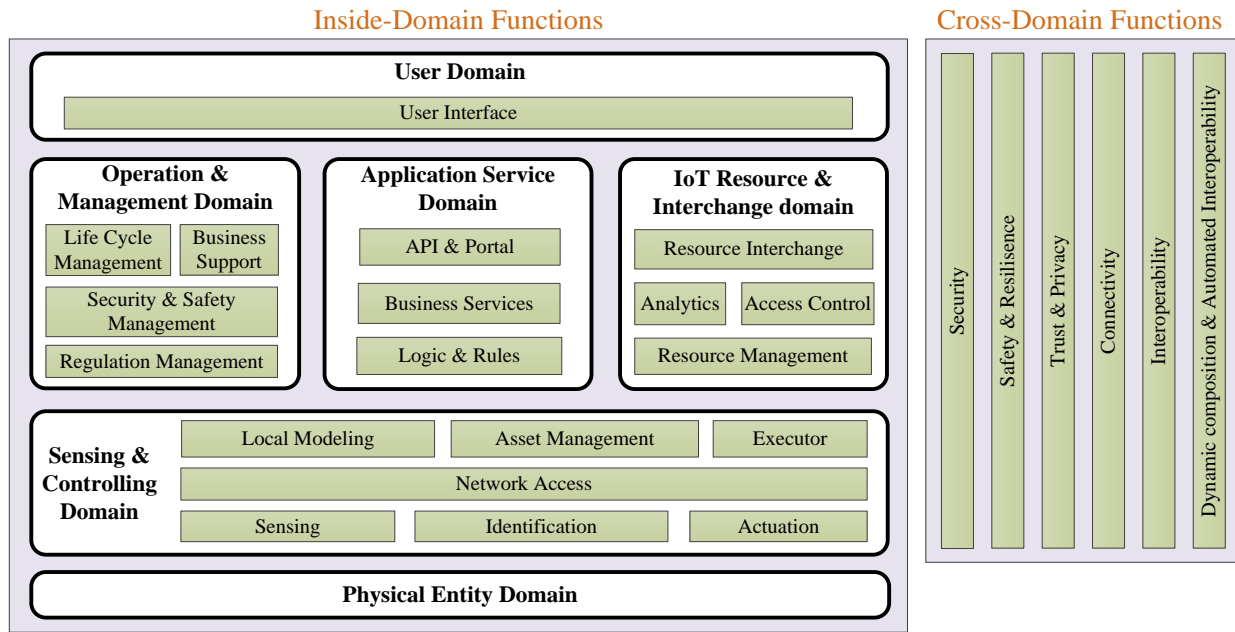 Inside-Domain Functions
User Domain
User Interface
Operation &
Management Domain
Life Cycle
Management
Business
Support
Security & Safety
Management
Regulation Management
Application Service
Domain
API & Portal
Business Services
Logic & Rules
IoT Resource &
Interchange domain
Resource Interchange
Analytics
Access Control
Resource Management
Sensing &
Controlling
Domain
Local Modeling
Asset Management
Executor
Network Access
Sensing
Identification
Actuation
Physical Entity Domain
Cross-Domain Functions
Security
Safety & Resilisence
Trust & Privacy
Connectivity
Interoperability
Dynamic composition & Automated Interoperability